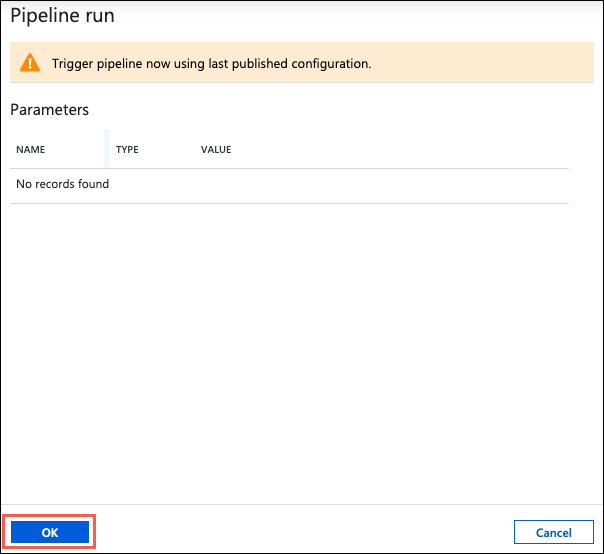 Pipeline run
Trigger pipeline now using last published configuration.
Parameters
NAME TYPE VALUE
No records found
OK Cancel